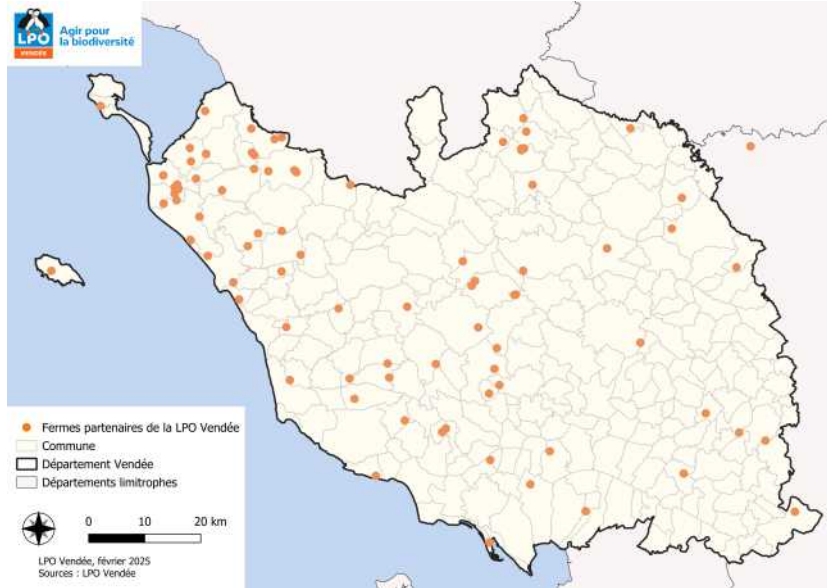 LPO
VENDÉE
Agir pour
la biodiversité
Fermes partenaires de la LPO Vendée
Commune
Département Vendée
Départements limitrophes
0 10 20 km
LPO Vendée, février 2025
Sources : LPO Vendée